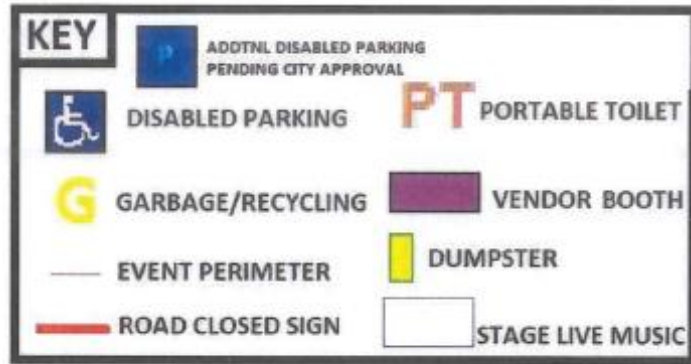 KEY
P
ADDTNL DISABLED PARKING
PENDING CITY APPROVAL
DISABLED PARKING
PT PORTABLE TOILET
G GARBAGE/RECYCLING
VENDOR BOOTH
EVENT PERIMETER
DUMPSTER
ROAD CLOSED SIGN
STAGE LIVE MUSIC